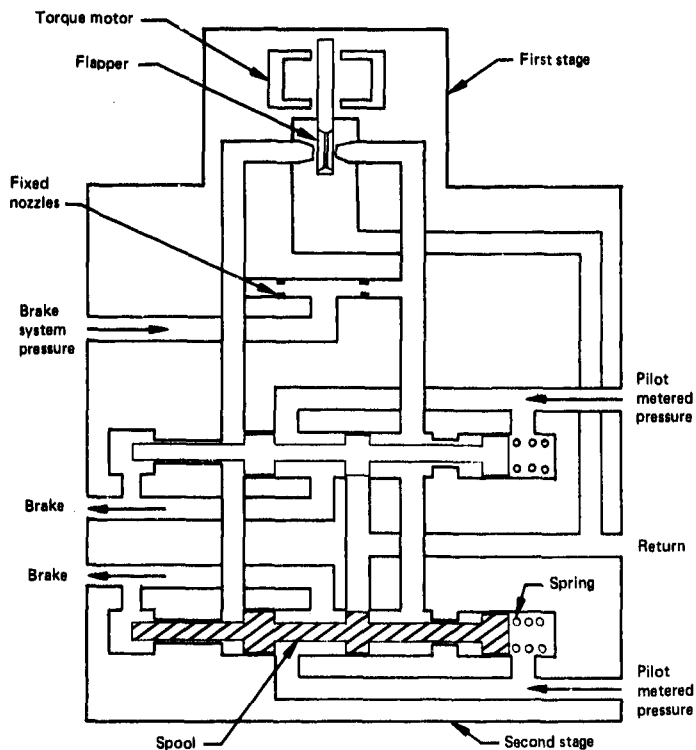 Torque motor
Flapper
First stage
Fixed
nozzles
Brake
system
pressure
Pilot
metered
pressure
Brake
Return
Brake
Spring
Pilot
metered
pressure
Spool
Second stage